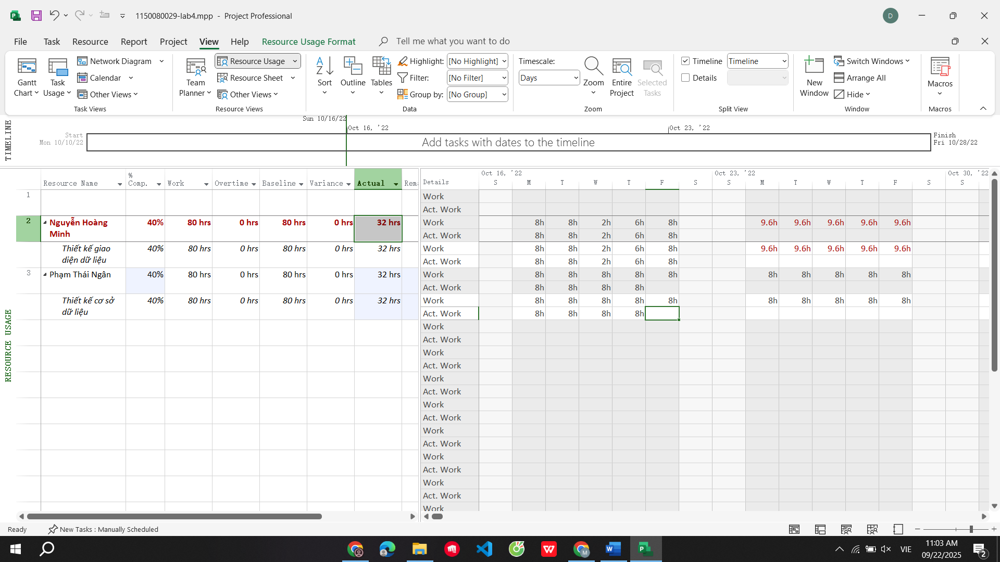 1150080029-lab4.mpp - Project Professional
D
File Task Resource Report Project View Help Resource Usage Format Tell me what you want to do
Gantt Chart
Task Usage
Network Diagram
Calendar
Other Views
Task Views
Team Planner
Resource Usage
Resource Sheet
Other Views
Resource Views
Sort
Outline
Tables
Highlight: [No Highlight]
Filter: [No Filter]
Group by: [No Group]
Data
Timescale:
Days
Zoom
Entire Project
Selected Tasks
Zoom
Timeline Timeline
Details
Split View
New Window
Switch Windows
Arrange All
Hide
Window
Macros
Macros
TIMELINE
Sun 10/16/22
Oct 16, '22 Oct 23, '22
Start
Mon 10/10/22
Add tasks with dates to the timeline
Finish
Fri 10/28/22
RESOURCE USAGE
Resource Name % Comp. Work Overtime Baseline Variance Actual Rema
Details
Oct 16, '22 Oct 23, '22 Oct 30, '22
S M T W T F S S M T W T F S S
1
Work
Act. Work
2 Nguyễn Hoàng Minh 40% 80 hrs 0 hrs 80 hrs 0 hrs 32 hrs
Work 8h 8h 2h 6h 8h 9.6h 9.6h 9.6h 9.6h 9.6h
Act. Work 8h 8h 2h 6h 8h
Thiết kế giao diện dữ liệu 40% 80 hrs 0 hrs 80 hrs 0 hrs 32 hrs
Work 8h 8h 2h 6h 8h 9.6h 9.6h 9.6h 9.6h 9.6h
Act. Work 8h 8h 2h 6h 8h
3 Phạm Thái Ngân 40% 80 hrs 0 hrs 80 hrs 0 hrs 32 hrs
Work 8h 8h 8h 8h 8h 8h 8h 8h 8h 8h
Act. Work 8h 8h 8h 8h
Thiết kế cơ sở dữ liệu 40% 80 hrs 0 hrs 80 hrs 0 hrs 32 hrs
Work 8h 8h 8h 8h 8h 8h 8h 8h 8h 8h
Act. Work 8h 8h 8h 8h
Work
Act. Work
Work
Act. Work
Work
Act. Work
Work
Act. Work
Work
Act. Work
Work
Act. Work
Work
Act. Work
Work
Ready New Tasks : Manually Scheduled
VIE
11:03 AM
09/22/2025
2